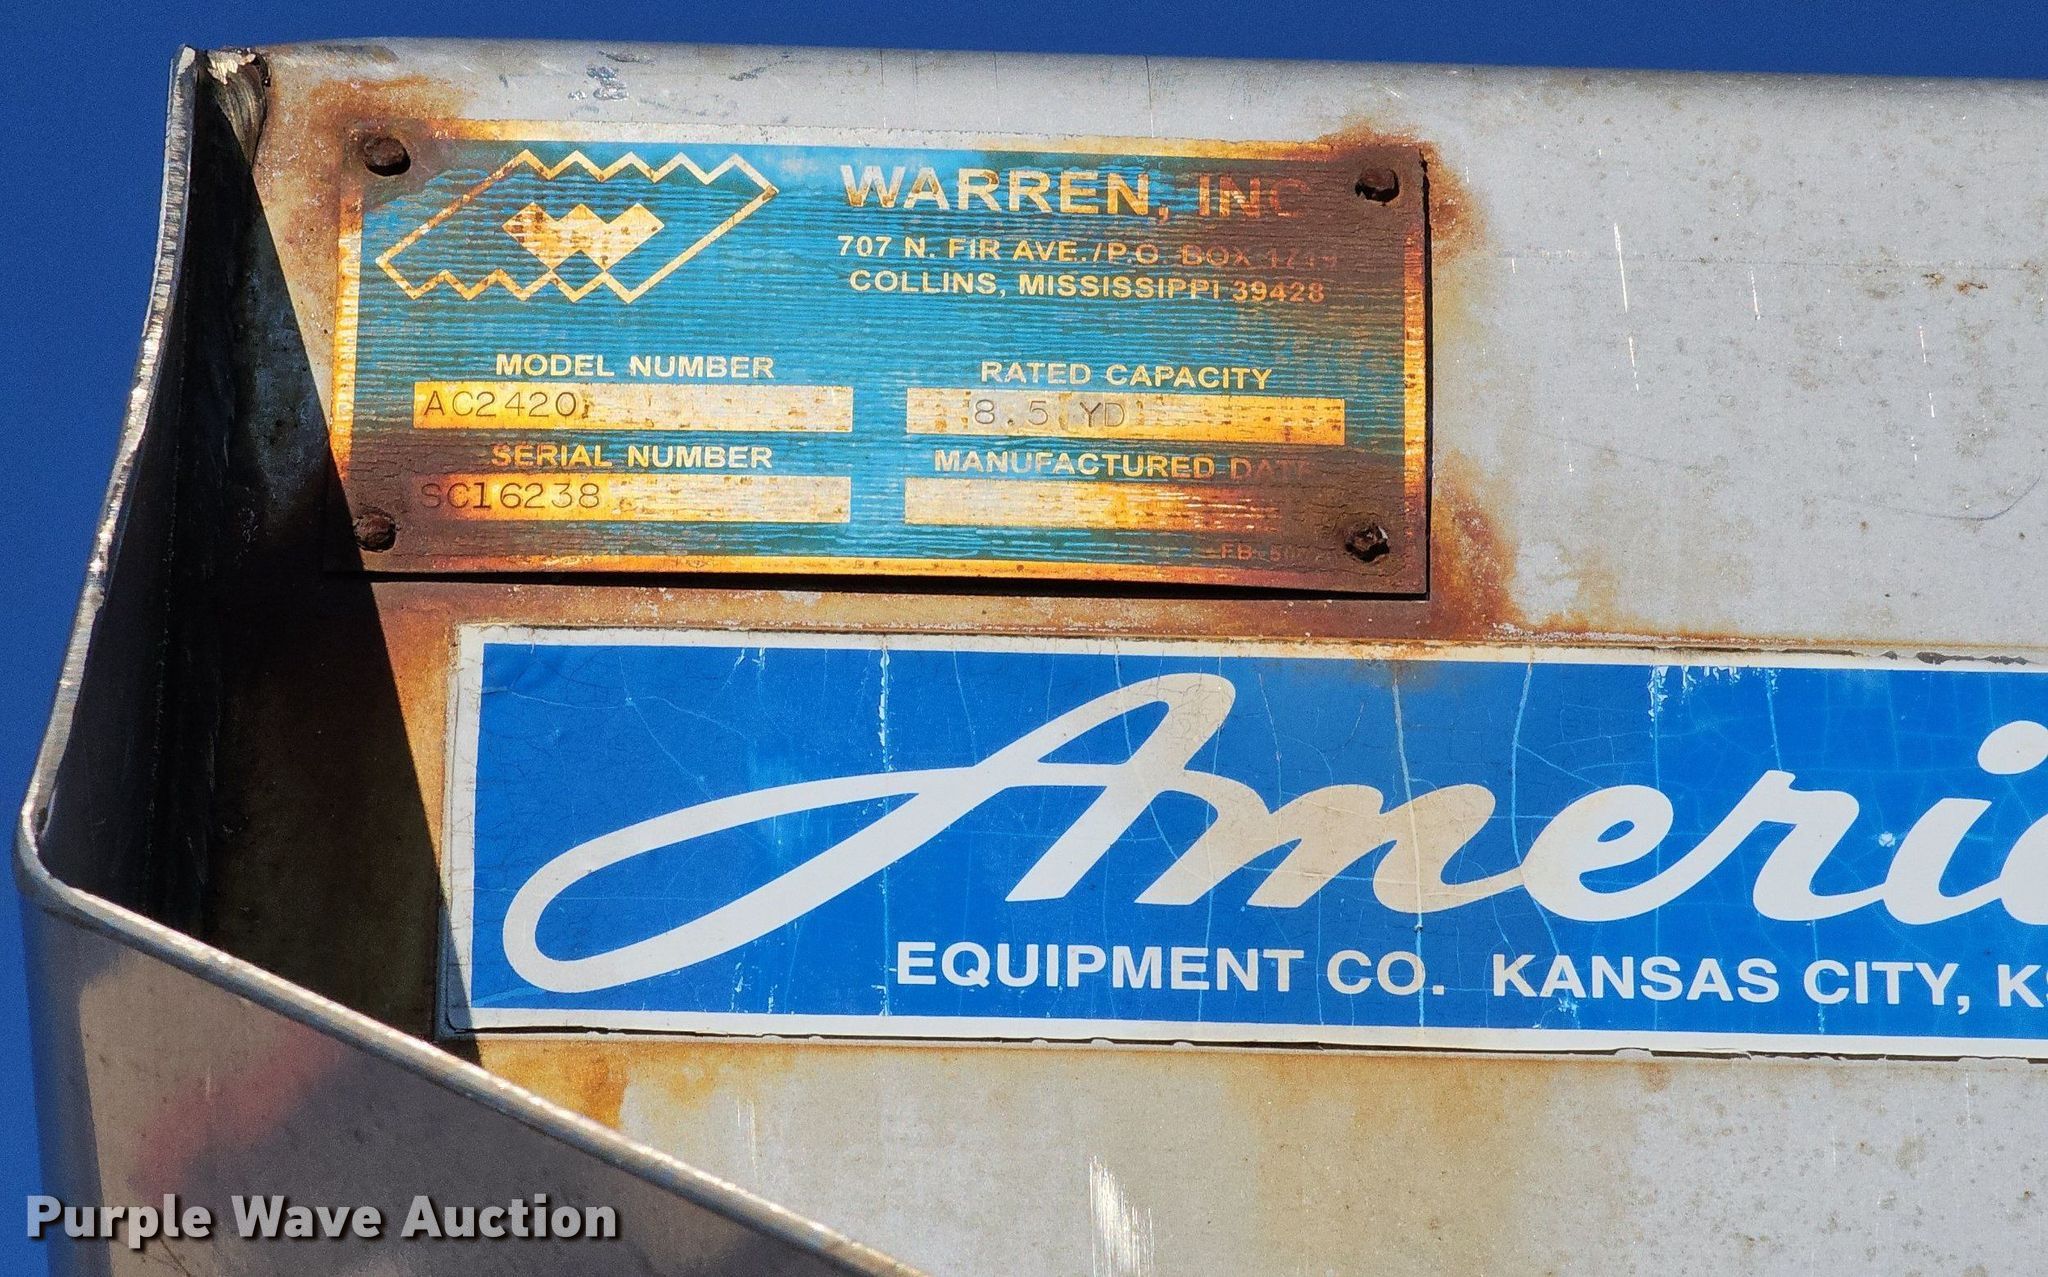 WARREN, INC
707 N. FIR AVE./P.O. BOX
COLLINS, MISSISSIPPI 39428
MODEL NUMBER
AC2420
RATED CAPACITY
8.5 YD
SERIAL NUMBER
SC16238
MANUFACTURED DATE
Ameri
EQUIPMENT CO. KANSAS CITY, KS
Purple Wave Auction